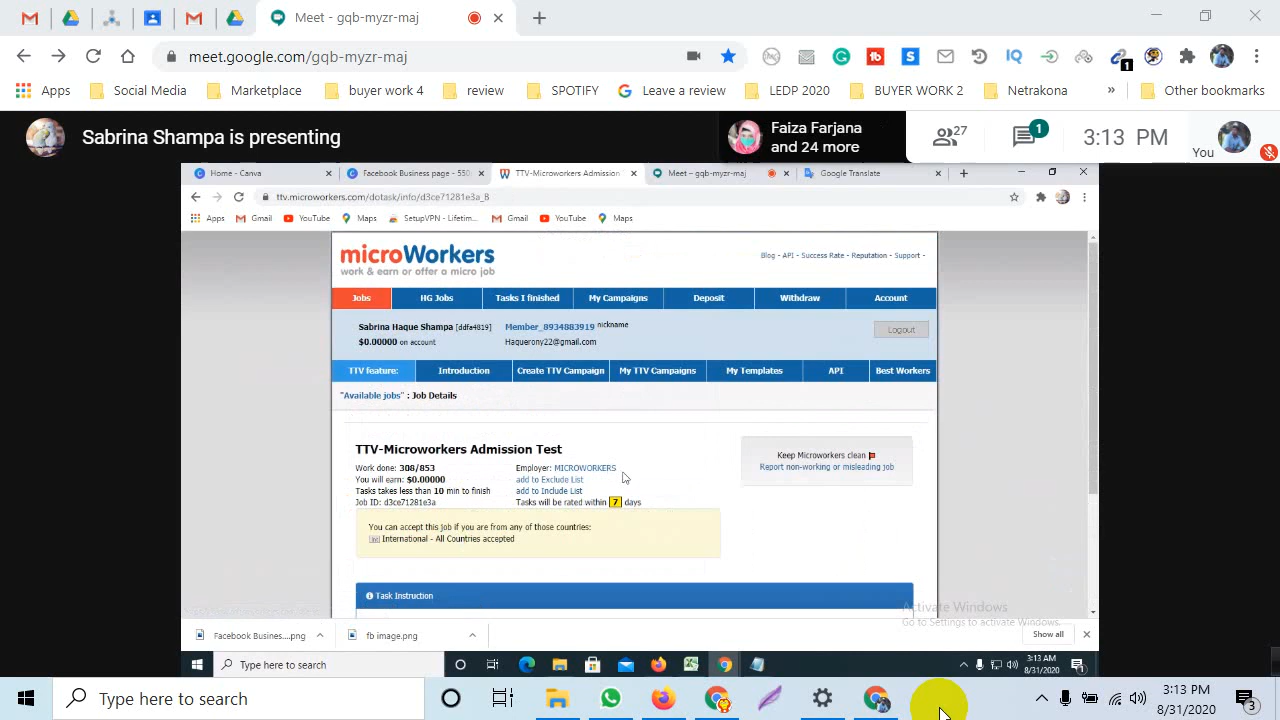 Meet - gqb-myzr-maj
meet.google.com/gqb-myzr-maj
1
Apps Social Media Marketplace buyer work 4 review SPOTIFY Leave a review LEDP 2020 BUYER WORK 2 Netrakona » Other bookmarks
Sabrina Shampa is presenting
Faiza Farjana
and 24 more
27
1
3:13 PM
You
Home - Canva Facebook Business page - 550 TTV-Microworkers Admission Meet – gqb-myzr-maj Google Translate
ttv.microworkers.com/dotask/info/d3ce71281e3a_B
Apps Gmail YouTube Maps SetupVPN - Lifetim... Gmail YouTube Maps
microWorkers
work & earn or offer a micro job
Blog - API - Success Rate - Reputation - Support -
Jobs HG Jobs Tasks I finished My Campaigns Deposit Withdraw Account
Sabrina Haque Shampa [ddfa4819] Member_8934883919 nickname
Logout
$0.00000 on account Haquerony22@gmail.com
TTV feature: Introduction Create TTV Campaign My TTV Campaigns My Templates API Best Workers
"Available jobs" : Job Details
TTV-Microworkers Admission Test
Work done: 308/853 Employer: MICROWORKERS
You will earn: $0.00000 add to Exclude List
Tasks takes less than 10 min to finish add to Include List
Job ID: d3ce71281e3a Tasks will be rated within 7 days
Keep Microworkers clean
Report non-working or misleading job
You can accept this job if you are from any of those countries:
International - All Countries accepted
Task Instruction
Activate Windows
Go to Settings to activate Windows.
Facebook Busines....png fb image.png Show all
Type here to search
3:13 AM
8/31/2020
1
Type here to search
3:13 PM
8/31/2020
3